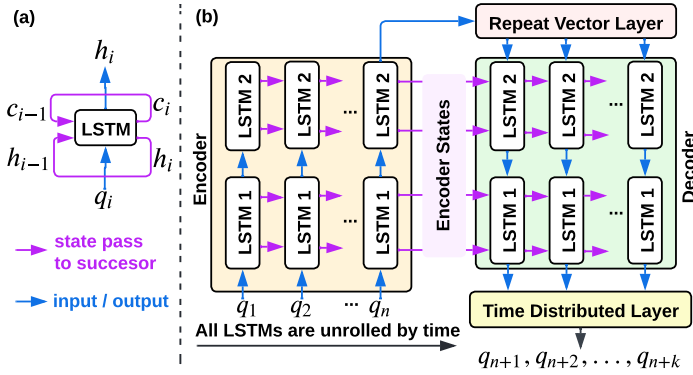 (a)
h_i
c_{i-1}
c_i
LSTM
h_{i-1}
h_i
q_i
state pass
to succesor
input / output
(b)
Repeat Vector Layer
Encoder
LSTM 2
LSTM 2
...
LSTM 2
LSTM 1
LSTM 1
...
LSTM 1
q_1
q_2
...
q_n
Encoder States
LSTM 2
LSTM 2
...
LSTM 2
LSTM 1
LSTM 1
...
LSTM 1
Decoder
All LSTMs are unrolled by time
Time Distributed Layer
q_{n+1}, q_{n+2}, ..., q_{n+k}